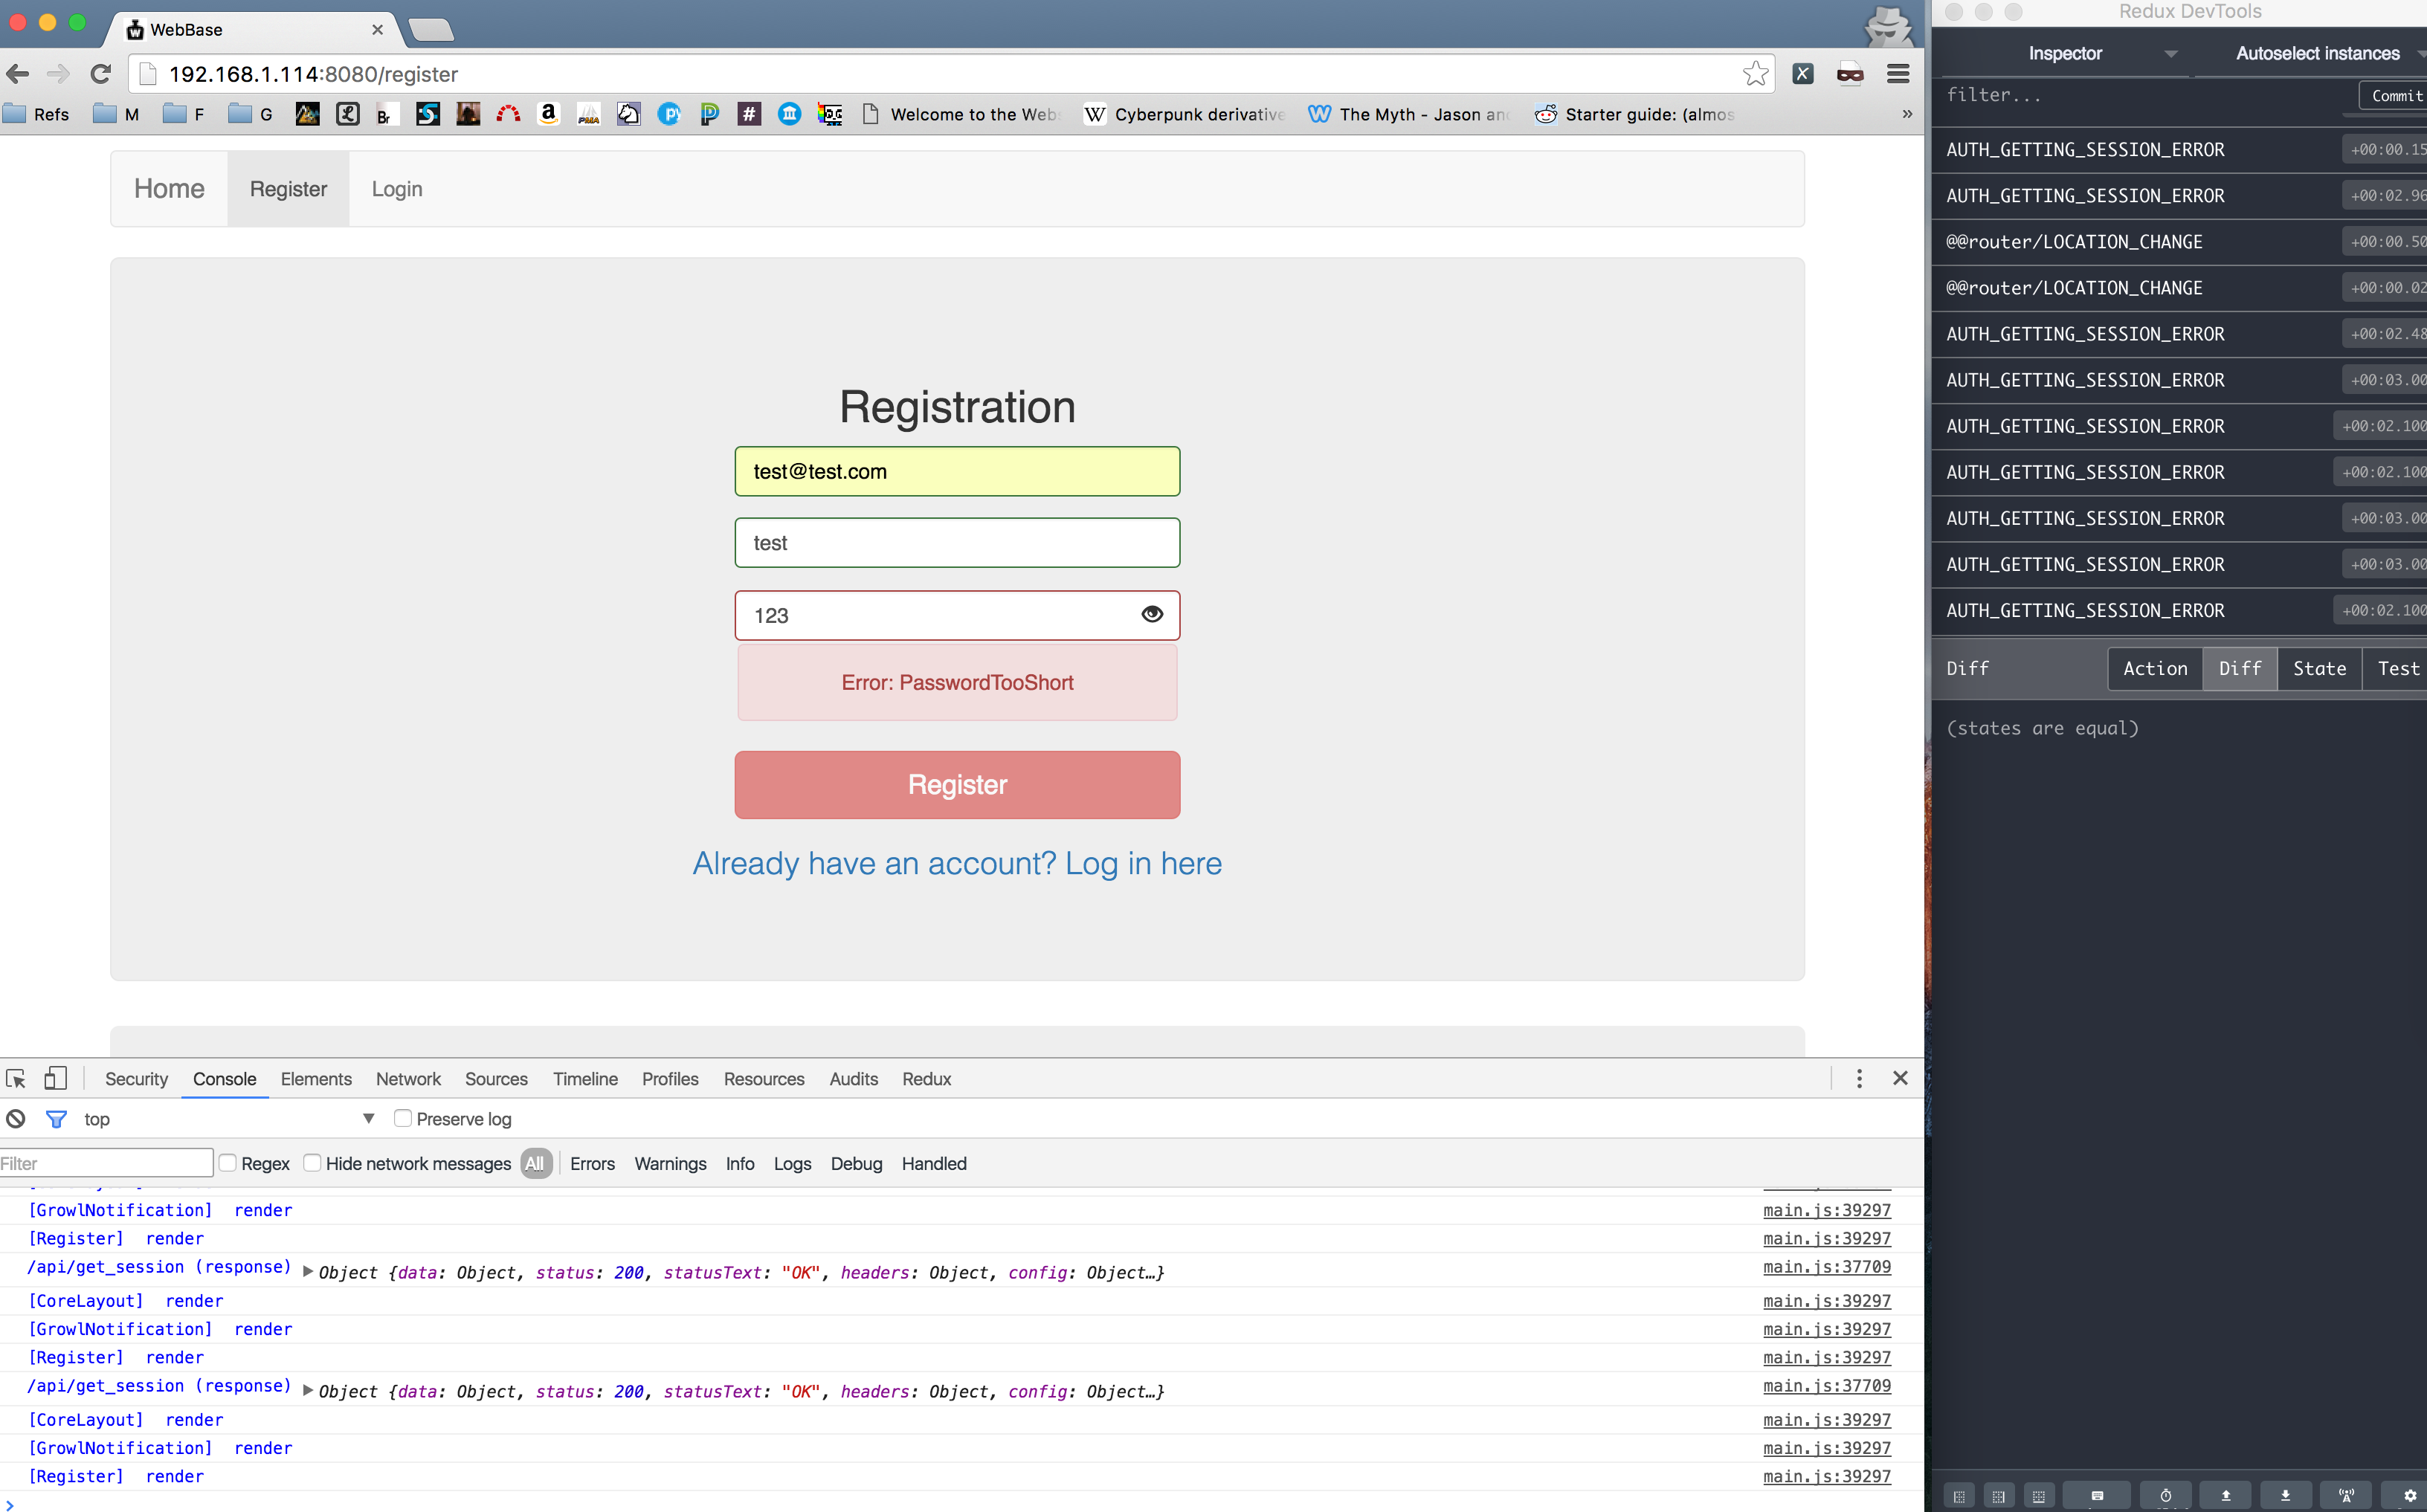 WebBase
192.168.1.114:8080/register
Refs M F G Welcome to the Web Cyberpunk derivative The Myth - Jason an Starter guide: (almos »
Home Register Login
Registration
test@test.com
test
123
Error: PasswordTooShort
Register
Already have an account? Log in here
Security Console Elements Network Sources Timeline Profiles Resources Audits Redux
top Preserve log
Filter Regex Hide network messages All Errors Warnings Info Logs Debug Handled
[GrowlNotification] render main.js:39297
[Register] render main.js:39297
/api/get_session (response) Object {data: Object, status: 200, statusText: "OK", headers: Object, config: Object…} main.js:37709
[CoreLayout] render main.js:39297
[GrowlNotification] render main.js:39297
[Register] render main.js:39297
/api/get_session (response) Object {data: Object, status: 200, statusText: "OK", headers: Object, config: Object…} main.js:37709
[CoreLayout] render main.js:39297
[GrowlNotification] render main.js:39297
[Register] render main.js:39297
Redux DevTools
Inspector Autoselect instances
filter... Commit
AUTH_GETTING_SESSION_ERROR +00:00.15
AUTH_GETTING_SESSION_ERROR +00:02.96
@@router/LOCATION_CHANGE +00:00.50
@@router/LOCATION_CHANGE +00:00.02
AUTH_GETTING_SESSION_ERROR +00:02.48
AUTH_GETTING_SESSION_ERROR +00:03.00
AUTH_GETTING_SESSION_ERROR +00:02.100
AUTH_GETTING_SESSION_ERROR +00:02.100
AUTH_GETTING_SESSION_ERROR +00:03.00
AUTH_GETTING_SESSION_ERROR +00:03.00
AUTH_GETTING_SESSION_ERROR +00:02.100
Diff Action Diff State Test
(states are equal)